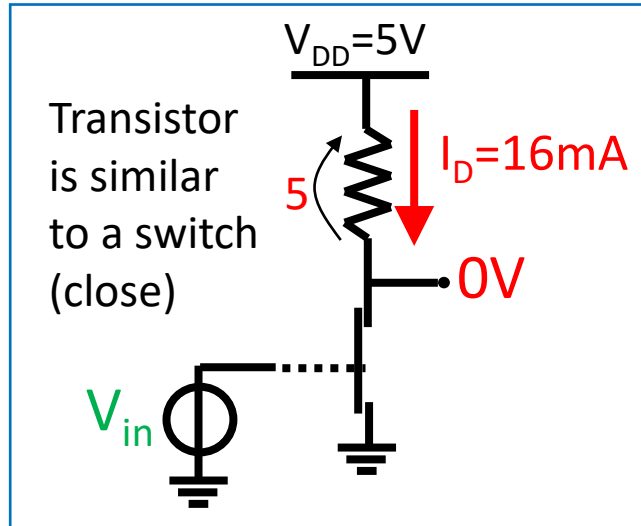 V_DD=5V
Transistor
is similar
to a switch
(close)
5
I_D=16mA
0V
V_in